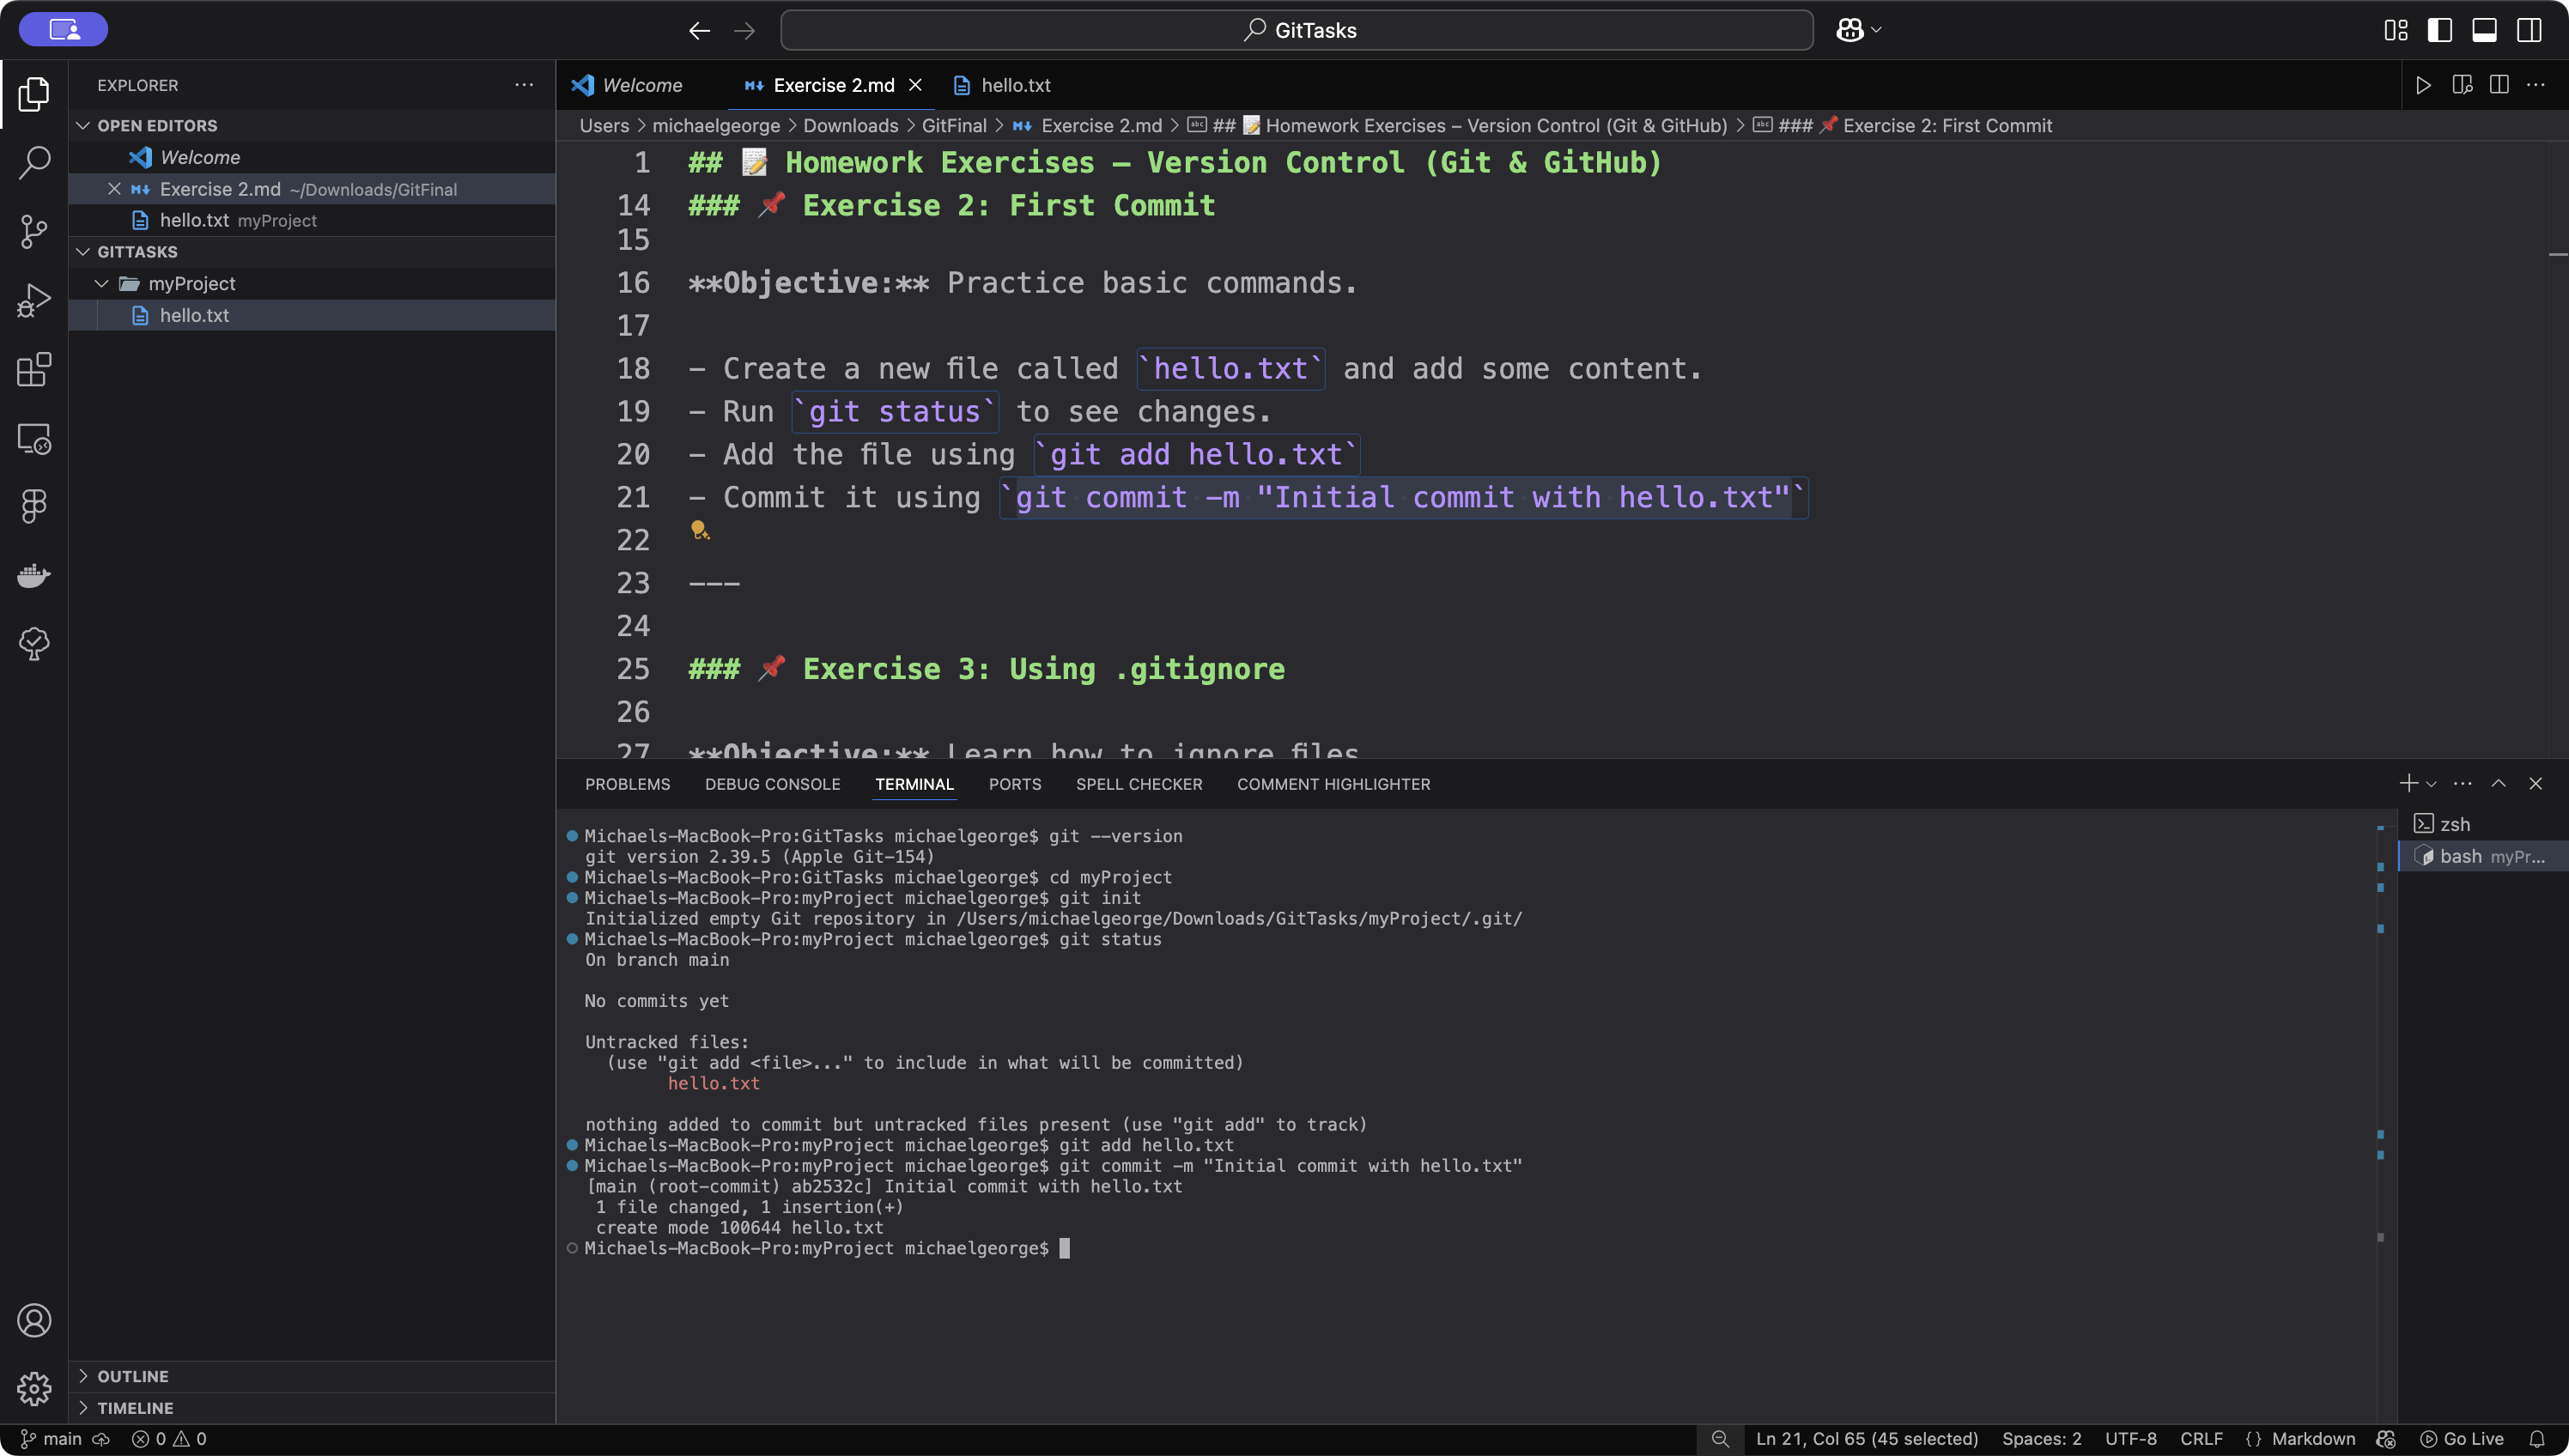 GitTasks
EXPLORER
OPEN EDITORS
Welcome
Exercise 2.md ~/Downloads/GitFinal
hello.txt myProject
GITTASKS
myProject
hello.txt
OUTLINE
TIMELINE
Welcome
Exercise 2.md
hello.txt
Users > michaelgeorge > Downloads > GitFinal > Exercise 2.md > ## 📝 Homework Exercises – Version Control (Git & GitHub) > ### 📌 Exercise 2: First Commit
1 ## 📝 Homework Exercises – Version Control (Git & GitHub)
14 ### 📌 Exercise 2: First Commit
15
16 **Objective:** Practice basic commands.
17
18 - Create a new file called `hello.txt` and add some content.
19 - Run `git status` to see changes.
20 - Add the file using `git add hello.txt`
21 - Commit it using `git commit -m "Initial commit with hello.txt"`
22
23 ---
24
25 ### 📌 Exercise 3: Using .gitignore
26
27 **Objective:** Learn how to ignore files
PROBLEMS DEBUG CONSOLE TERMINAL PORTS SPELL CHECKER COMMENT HIGHLIGHTER
Michaels-MacBook-Pro:GitTasks michaelgeorge$ git --version
git version 2.39.5 (Apple Git-154)
Michaels-MacBook-Pro:GitTasks michaelgeorge$ cd myProject
Michaels-MacBook-Pro:myProject michaelgeorge$ git init
Initialized empty Git repository in /Users/michaelgeorge/Downloads/GitTasks/myProject/.git/
Michaels-MacBook-Pro:myProject michaelgeorge$ git status
On branch main
No commits yet
Untracked files:
(use "git add <file>..." to include in what will be committed)
hello.txt
nothing added to commit but untracked files present (use "git add" to track)
Michaels-MacBook-Pro:myProject michaelgeorge$ git add hello.txt
Michaels-MacBook-Pro:myProject michaelgeorge$ git commit -m "Initial commit with hello.txt"
[main (root-commit) ab2532c] Initial commit with hello.txt
1 file changed, 1 insertion(+)
create mode 100644 hello.txt
Michaels-MacBook-Pro:myProject michaelgeorge$
zsh
bash myPr...
main 0 0 Ln 21, Col 65 (45 selected) Spaces: 2 UTF-8 CRLF {} Markdown Go Live